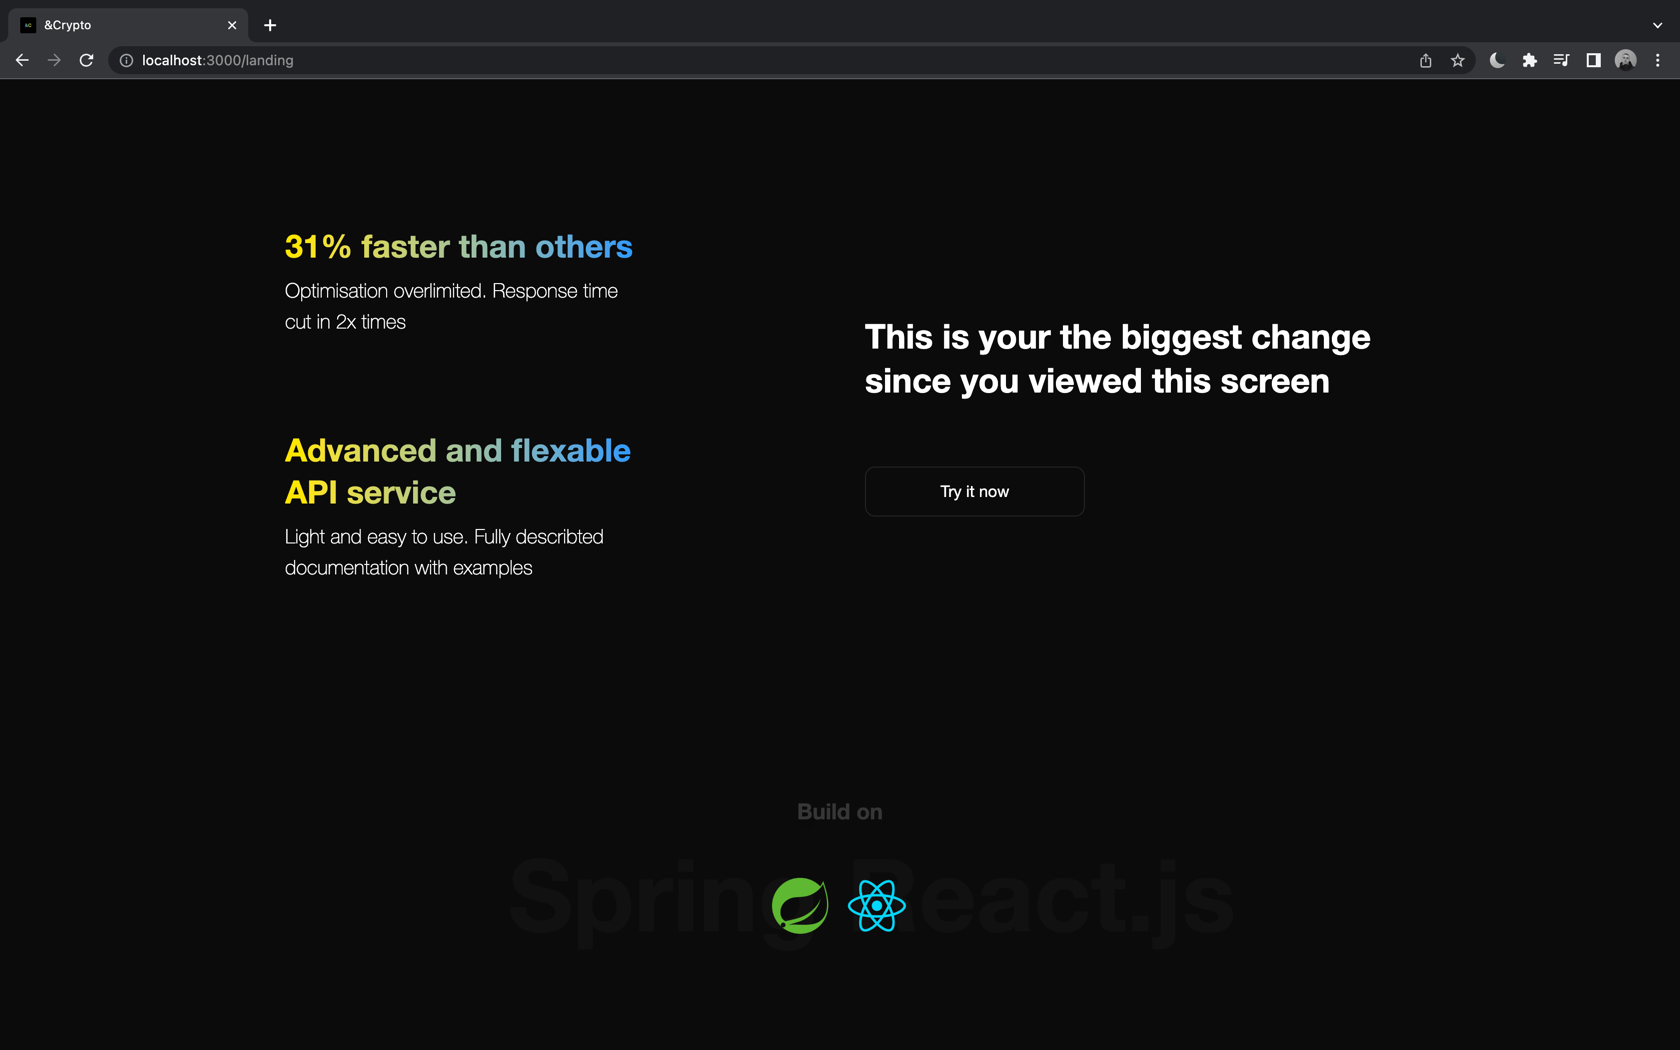 &Crypto
localhost:3000/landing
31% faster than others
Optimisation overlimited. Response time
cut in 2x times
Advanced and flexable
API service
Light and easy to use. Fully describted
documentation with examples
This is your the biggest change
since you viewed this screen
Try it now
Build on
Spring React.js